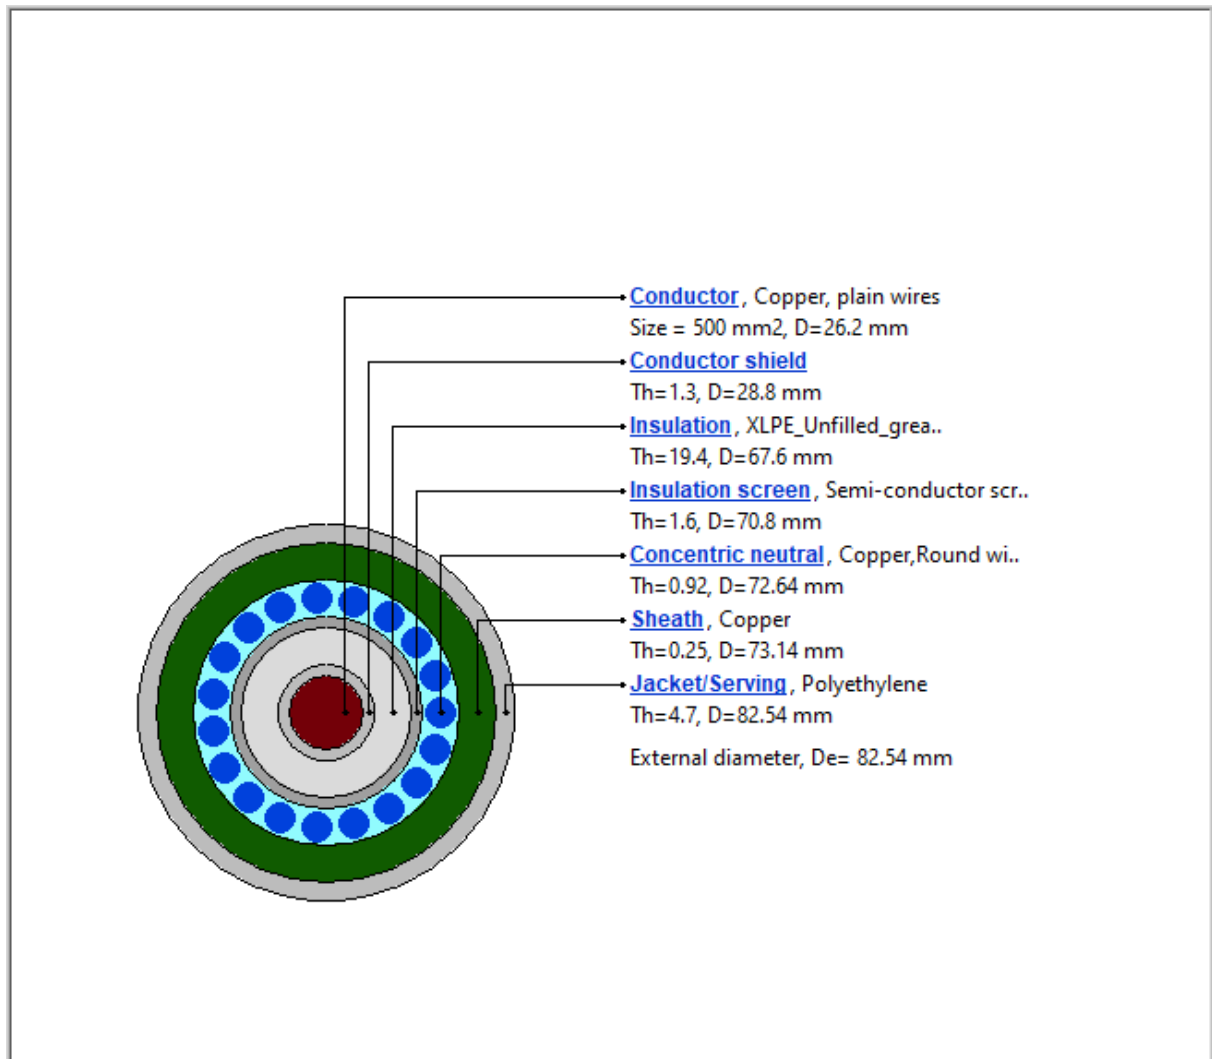 Conductor, Copper, plain wires
Size = 500 mm2, D=26.2 mm
Conductor shield
Th=1.3, D=28.8 mm
Insulation, XLPE_Unfilled_grea..
Th=19.4, D=67.6 mm
Insulation screen, Semi-conductor scr..
Th=1.6, D=70.8 mm
Concentric neutral, Copper,Round wi..
Th=0.92, D=72.64 mm
Sheath, Copper
Th=0.25, D=73.14 mm
Jacket/Serving, Polyethylene
Th=4.7, D=82.54 mm
External diameter, De= 82.54 mm